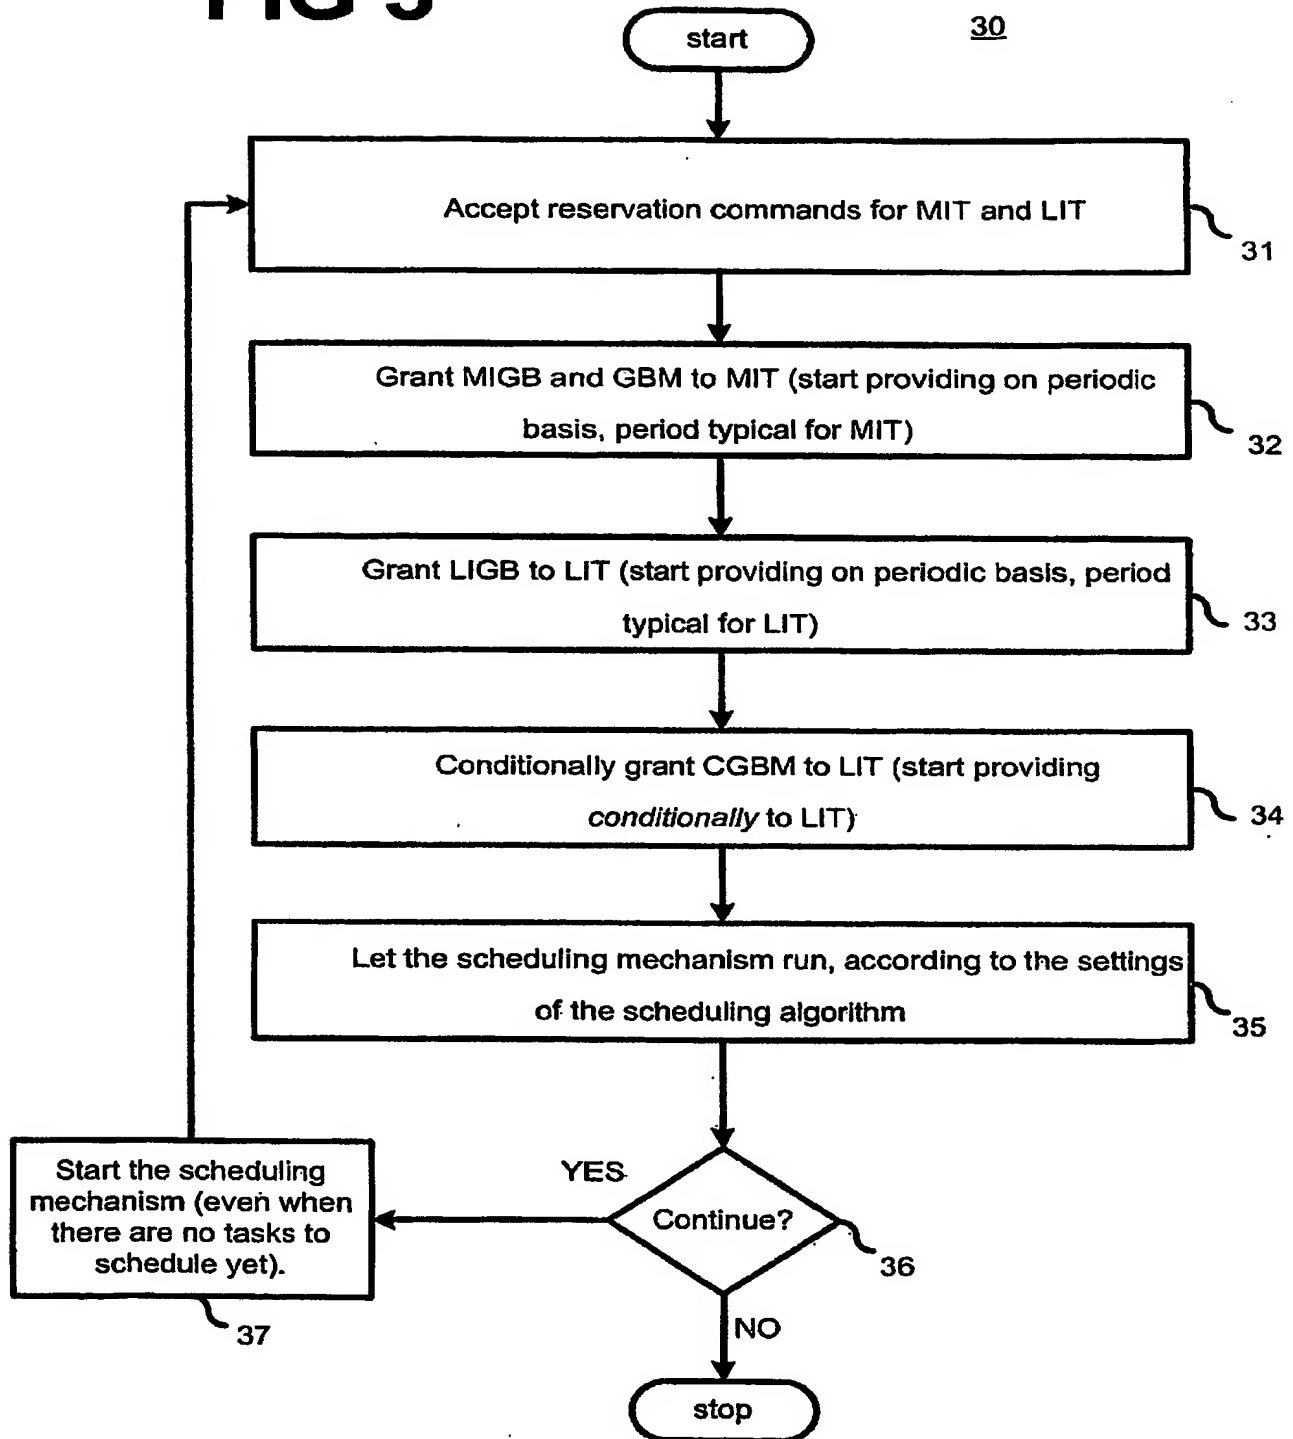 FIG 3
30
start
Accept reservation commands for MIT and LIT
31
Grant MIGB and GBM to MIT (start providing on periodic
basis, period typical for MIT)
32
Grant LIGB to LIT (start providing on periodic basis, period
typical for LIT)
33
Conditionally grant CGBM to LIT (start providing
conditionally to LIT)
34
Let the scheduling mechanism run, according to the settings
of the scheduling algorithm
35
YES
Continue?
36
Start the scheduling
mechanism (even when
there are no tasks to
schedule yet).
37
NO
stop